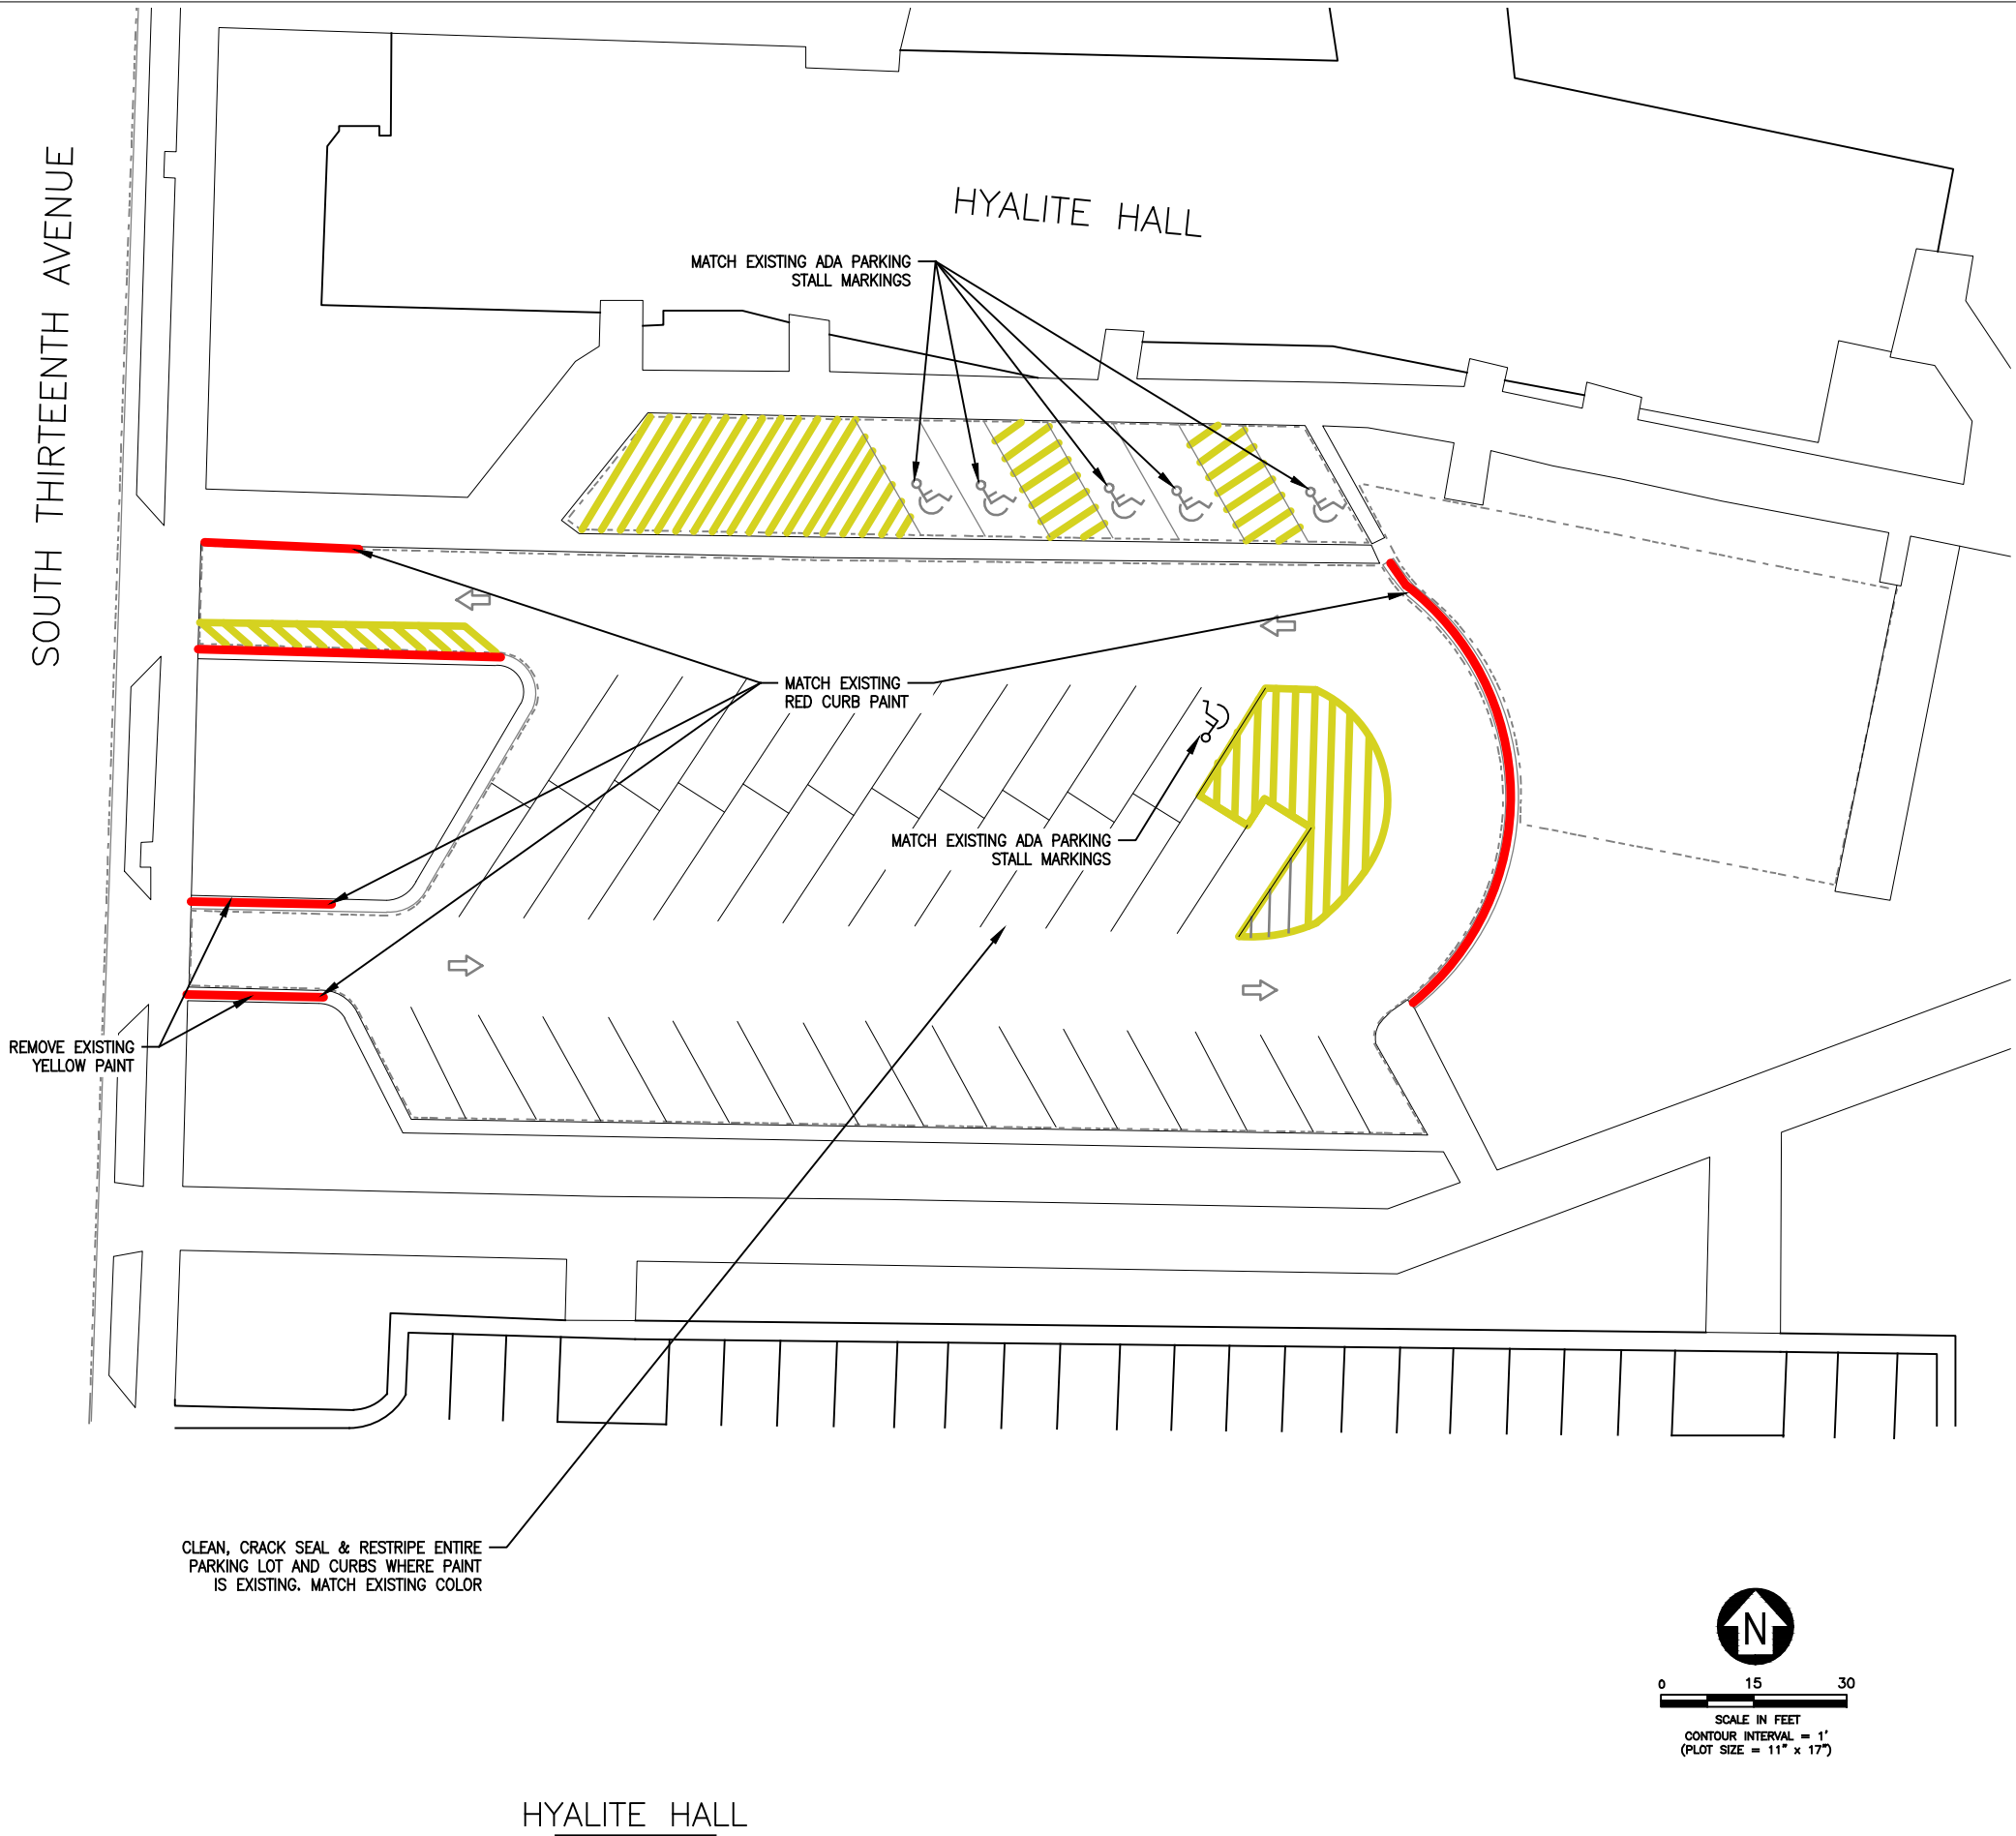 SOUTH THIRTEENTH AVENUE
HYALITE HALL
MATCH EXISTING ADA PARKING
STALL MARKINGS
MATCH EXISTING
RED CURB PAINT
MATCH EXISTING ADA PARKING
STALL MARKINGS
REMOVE EXISTING
YELLOW PAINT
CLEAN, CRACK SEAL & RESTRIPE ENTIRE
PARKING LOT AND CURBS WHERE PAINT
IS EXISTING. MATCH EXISTING COLOR
N
0 15 30
SCALE IN FEET
CONTOUR INTERVAL = 1'
(PLOT SIZE = 11" x 17")
HYALITE HALL